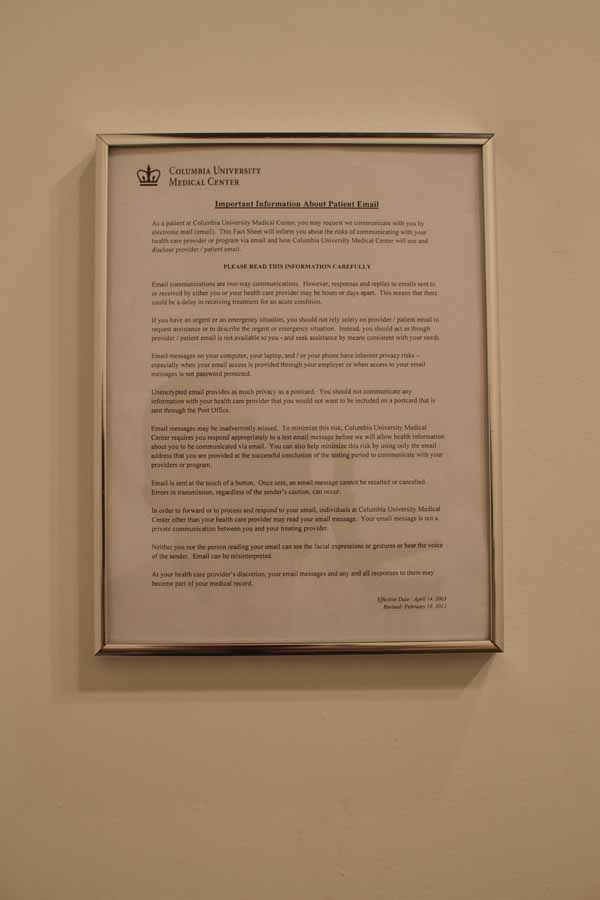 COLUMBIA UNIVERSITY
MEDICAL CENTER
Important Information About Patient Email
As a patient at Columbia University Medical Center, you may request we communicate with you by
electronic mail (email). This Fact Sheet will inform you about the risks of communicating with your
health care provider or program via email and how Columbia University Medical Center will use and
disclose provider / patient email.
PLEASE READ THIS INFORMATION CAREFULLY
Email communications are two-way communications. However, responses and replies to emails sent to
or received by either you or your health care provider may be hours or days apart. This means that there
could be a delay in receiving treatment for an acute condition.
If you have an urgent or an emergency situation, you should not rely solely on provider / patient email to
request assistance or to describe the urgent or emergency situation. Instead, you should act as though
provider / patient email is not available to you - and seek assistance by means consistent with your needs.
Email messages on your computer, your laptop, and / or your phone have inherent privacy risks –
especially when your email access is provided through your employer or when access to your email
messages is not password protected.
Unencrypted email provides as much privacy as a postcard. You should not communicate any
information with your health care provider that you would not want to be included on a postcard that is
sent through the Post Office.
Email messages may be inadvertently missed. To minimize this risk, Columbia University Medical
Center requires you respond appropriately to a test email message before we will allow health information
about you to be communicated via email. You can also help minimize this risk by using only the email
address that you are provided at the successful conclusion of the testing period to communicate with your
providers or program.
Email is sent at the touch of a button. Once sent, an email message cannot be recalled or cancelled.
Errors in transmission, regardless of the sender's caution, can occur.
In order to forward or to process and respond to your email, individuals at Columbia University Medical
Center other than your health care provider may read your email message. Your email message is not a
private communication between you and your treating provider.
Neither you nor the person reading your email can see the facial expressions or gestures or hear the voice
of the sender. Email can be misinterpreted.
At your health care provider's discretion, your email messages and any and all responses to them may
become part of your medical record.
Effective Date: April 14, 2003
Revised: February 19,